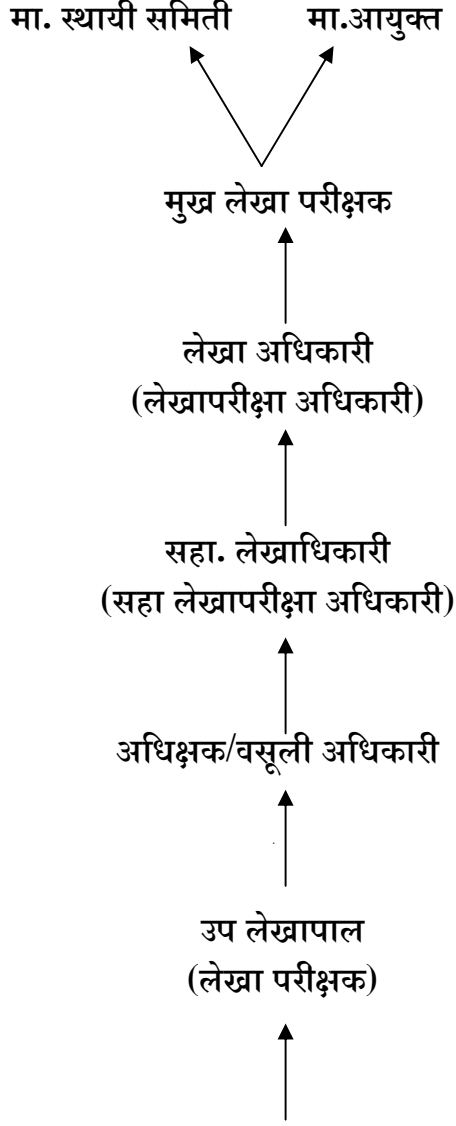 मा. स्थायी समिती मा.आयुक्त
मुख लेखा परीक्षक
लेखा अधिकारी
(लेखापरीक्षा अधिकारी)
सहा. लेखाधिकारी
(सहा लेखापरीक्षा अधिकारी)
अधिक्षक/वसूली अधिकारी
उप लेखापाल
(लेखा परीक्षक)